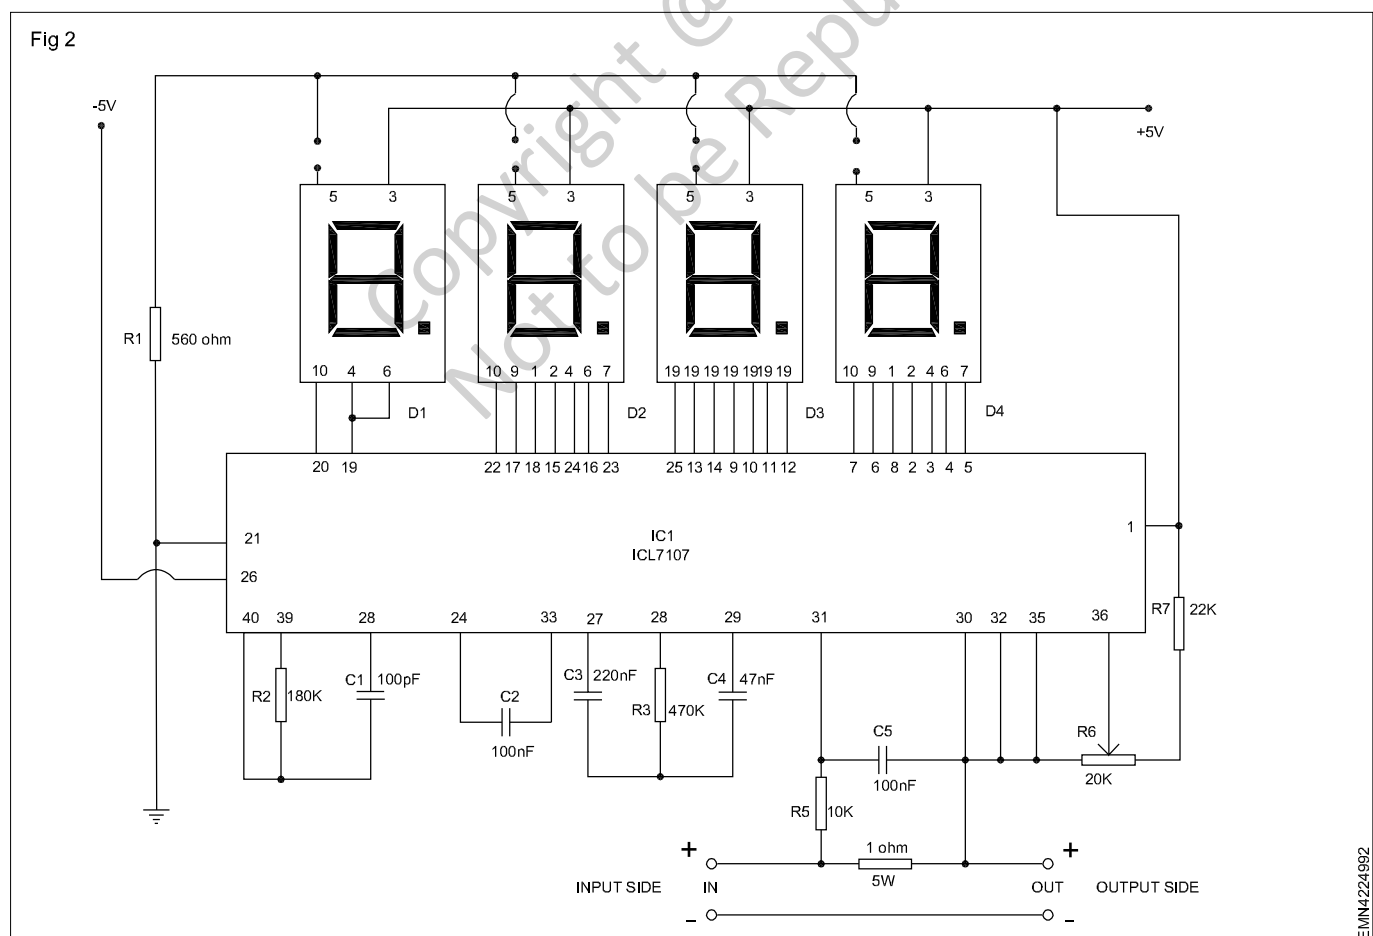 Fig 2
Copyright @
Not to be Repu
-5V
+5V
5 3 5 3 5 3 5 3
R1 560 ohm
10 4 6 10 9 1 2 4 6 7 19 19 19 19 19 19 19 10 9 1 2 4 6 7
D1 D2 D3 D4
20 19 22 17 18 15 24 16 23 25 13 14 9 10 11 12 7 6 8 2 3 4 5
1
21
IC1
ICL7107
26
40 39 28 24 33 27 28 29 31 30 32 35 36
R7 22K
R2 180K C1 100pF C2 100nF C3 220nF R3 470K C4 47nF
C5 100nF
R6 20K
R5 10K
+ 1 ohm +
INPUT SIDE IN 5W OUT OUTPUT SIDE
- -
EMN4224992